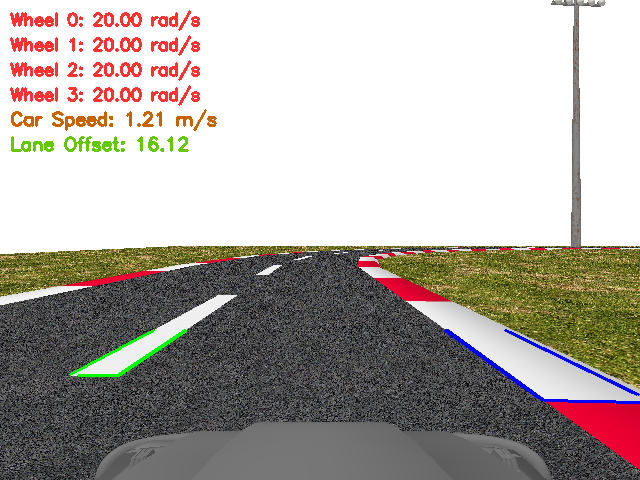 Wheel 0: 20.00 rad/s
Wheel 1: 20.00 rad/s
Wheel 2: 20.00 rad/s
Wheel 3: 20.00 rad/s
Car Speed: 1.21 m/s
Lane Offset: 16.12